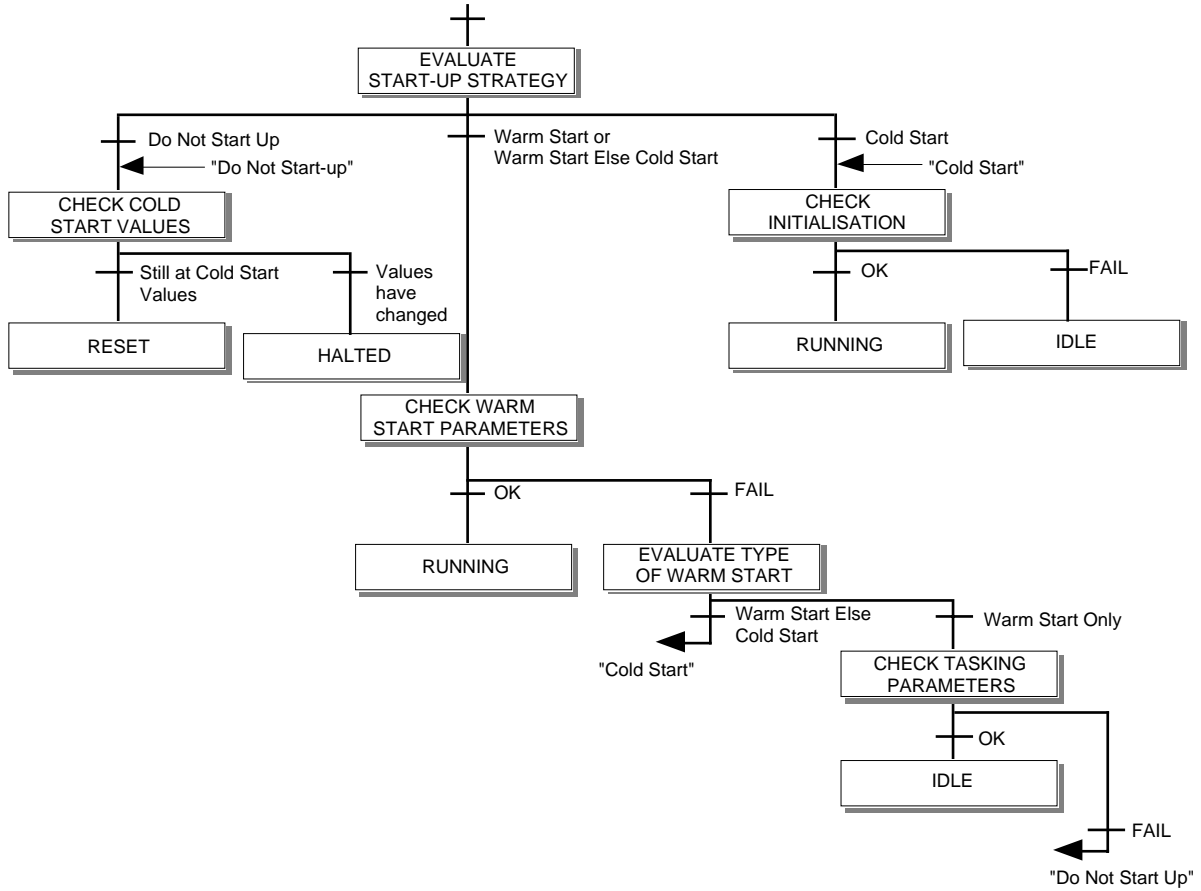 EVALUATE
START-UP STRATEGY
Do Not Start Up
"Do Not Start-up"
Warm Start or
Warm Start Else Cold Start
Cold Start
"Cold Start"
CHECK COLD
START VALUES
CHECK
INITIALISATION
Still at Cold Start
Values
Values
have
changed
OK
FAIL
RESET
HALTED
RUNNING
IDLE
CHECK WARM
START PARAMETERS
OK
FAIL
RUNNING
EVALUATE TYPE
OF WARM START
Warm Start Else
Cold Start
Warm Start Only
"Cold Start"
CHECK TASKING
PARAMETERS
OK
IDLE
FAIL
"Do Not Start Up"